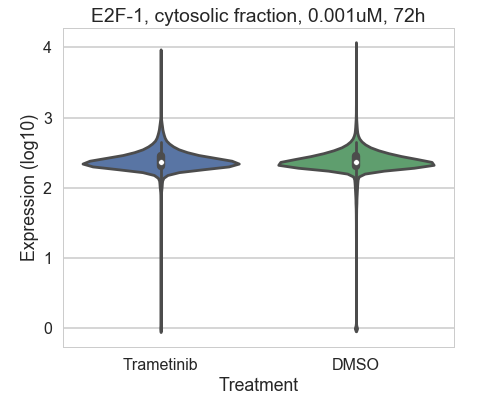 E2F-1, cytosolic fraction, 0.001uM, 72h
4
3
2
1
0
Expression (log10)
Trametinib DMSO
Treatment